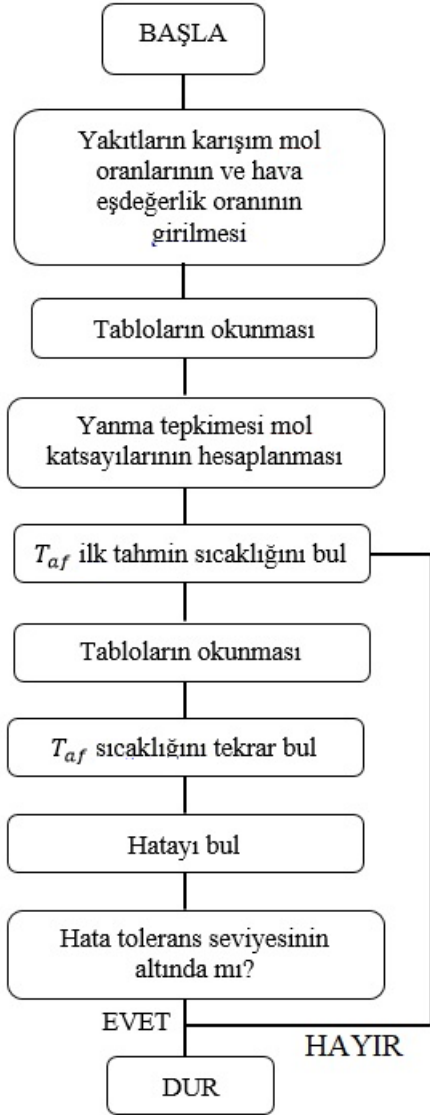 BAŞLA
Yakıtların karışım mol
oranlarının ve hava
eşdeğerlik oranının
girilmesi
Tabloların okunması
Yanma tepkimesi mol
katsayılarının hesaplanması
T_af ilk tahmin sıcaklığını bul
Tabloların okunması
T_af sıcaklığını tekrar bul
Hatayı bul
Hata tolerans seviyesinin
altında mı?
EVET
HAYIR
DUR